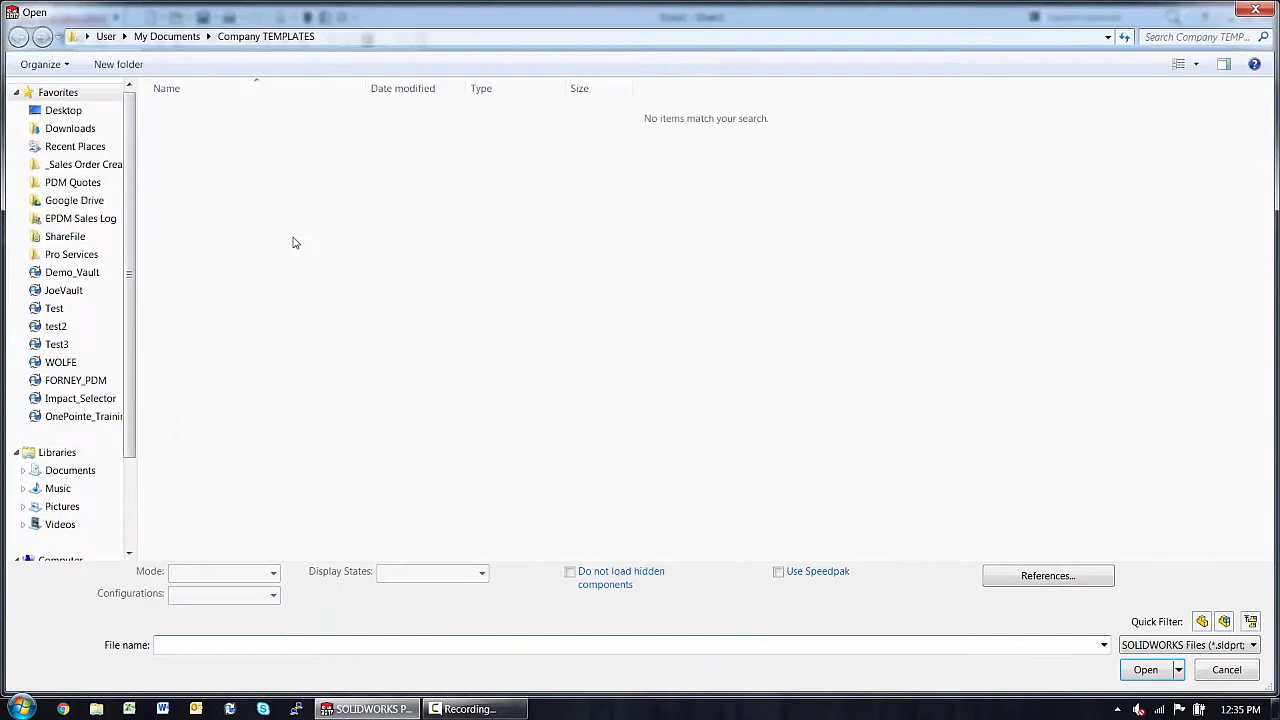 Open
User
My Documents
Company TEMPLATES
Search Company TEMP...
Organize
New folder
Name
Date modified
Type
Size
No items match your search.
Favorites
Desktop
Downloads
Recent Places
_Sales Order Crea
PDM Quotes
Google Drive
EPDM Sales Log
ShareFile
Pro Services
Demo_Vault
JoeVault
Test
test2
Test3
WOLFE
FORNEY_PDM
Impact_Selector
OnePointe_Trainin
Libraries
Documents
Music
Pictures
Videos
Computer
Mode:
Display States:
Do not load hidden
components
Use Speedpak
References...
Configurations:
Quick Filter:
File name:
SOLIDWORKS Files (*.sldprt;
Open
Cancel
SOLIDWORKS P...
Recording...
12:35 PM